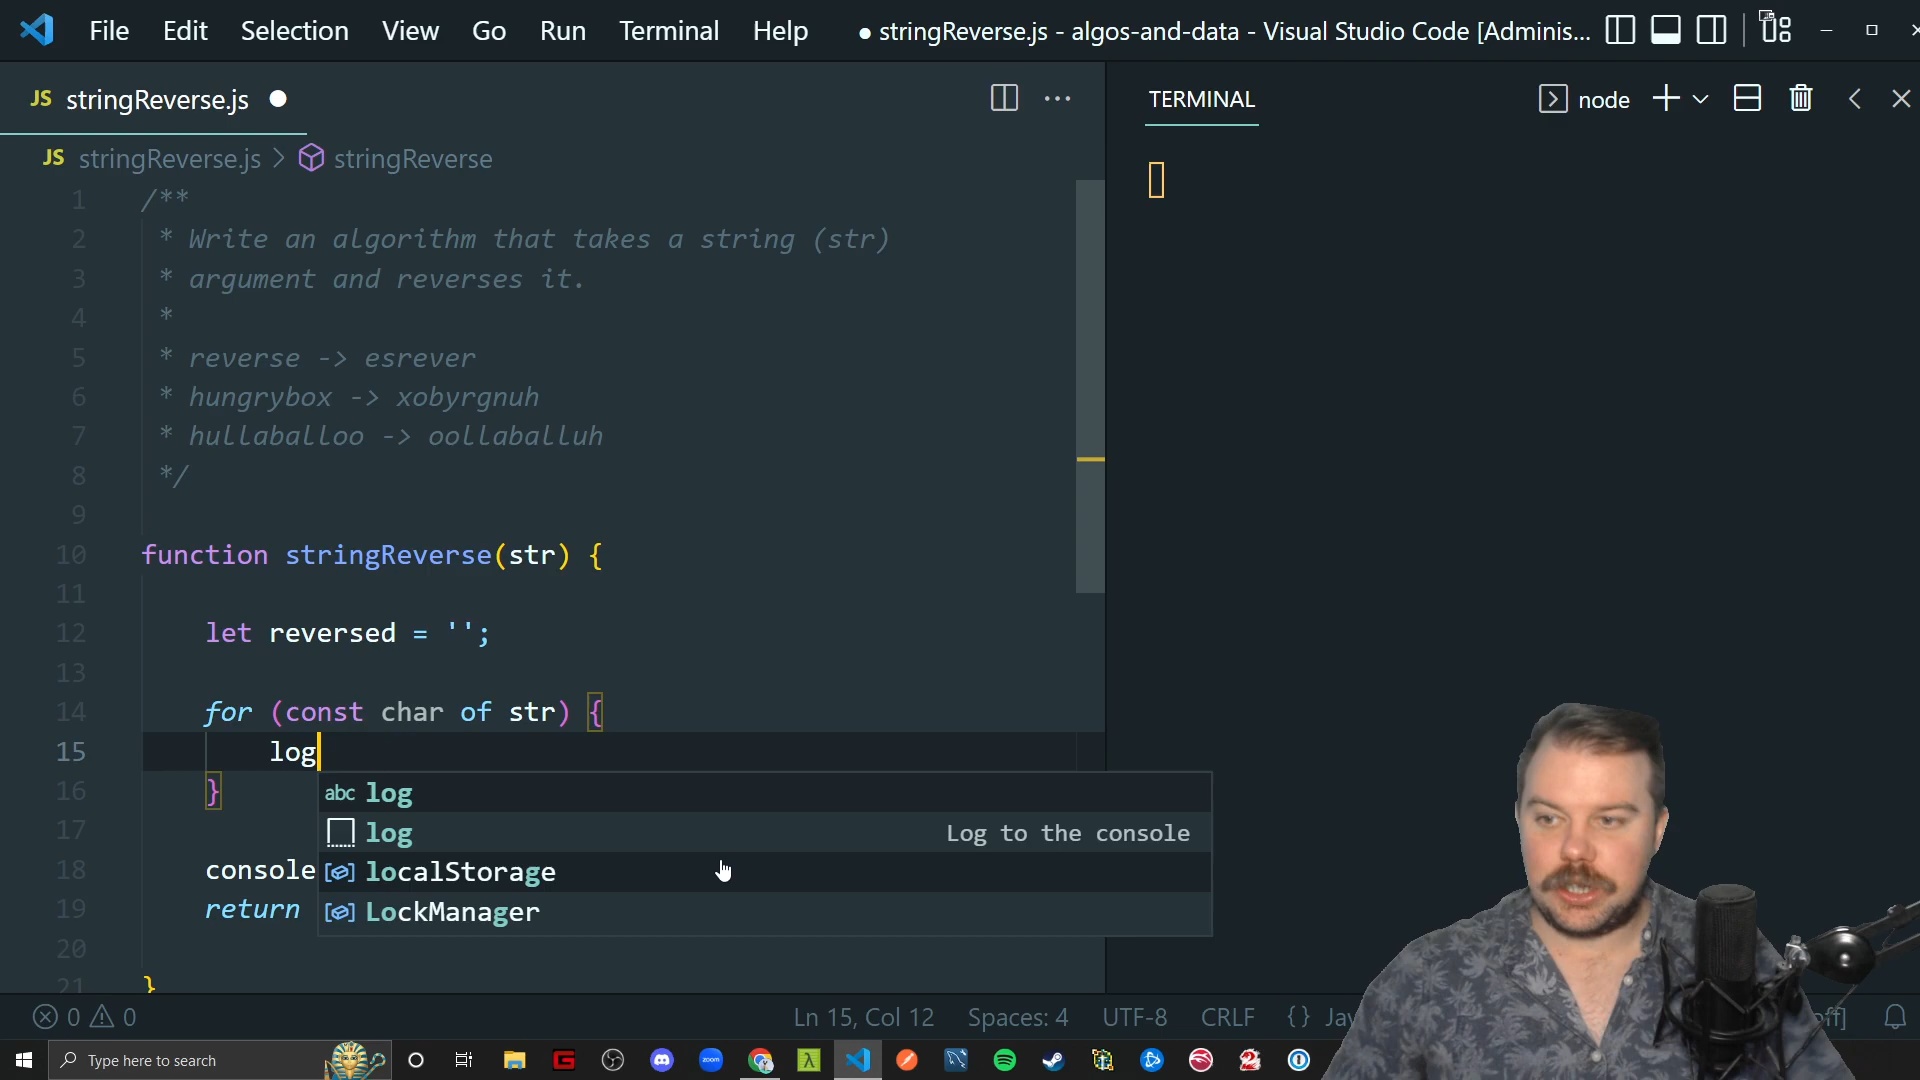 File Edit Selection View Go Run Terminal Help ● stringReverse.js - algos-and-data - Visual Studio Code [Adminis...
JS stringReverse.js
TERMINAL
node
JS stringReverse.js > stringReverse
1 /**
2 * Write an algorithm that takes a string (str)
3 * argument and reverses it.
4 *
5 * reverse -> esrever
6 * hungrybox -> xobyrgnuh
7 * hullaballoo -> oollaballuh
8 */
9
10 function stringReverse(str) {
11
12 let reversed = '';
13
14 for (const char of str) {
15 log
16 }
abc log
17
log Log to the console
18 console
localStorage
19 return
LockManager
20
21 }
0 0 Ln 15, Col 12 Spaces: 4 UTF-8 CRLF {}
Type here to search
zoom